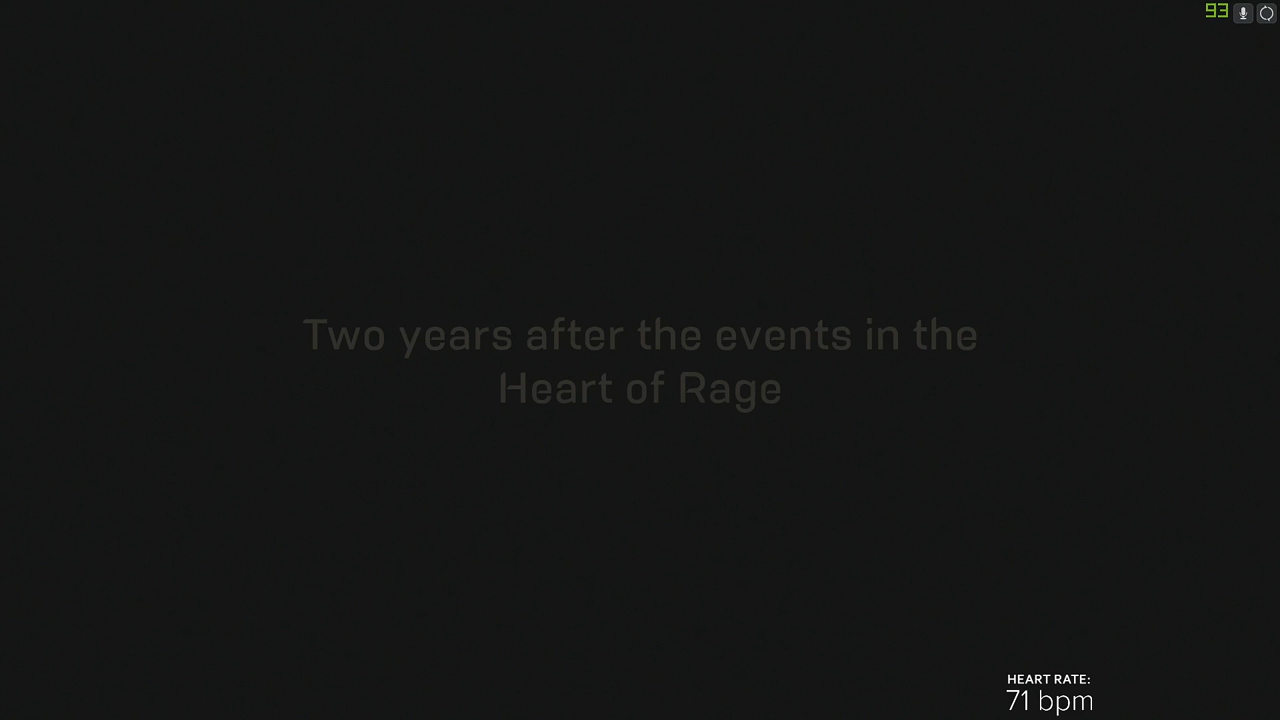 93
Two years after the events in the
Heart of Rage
HEART RATE:
71 bpm